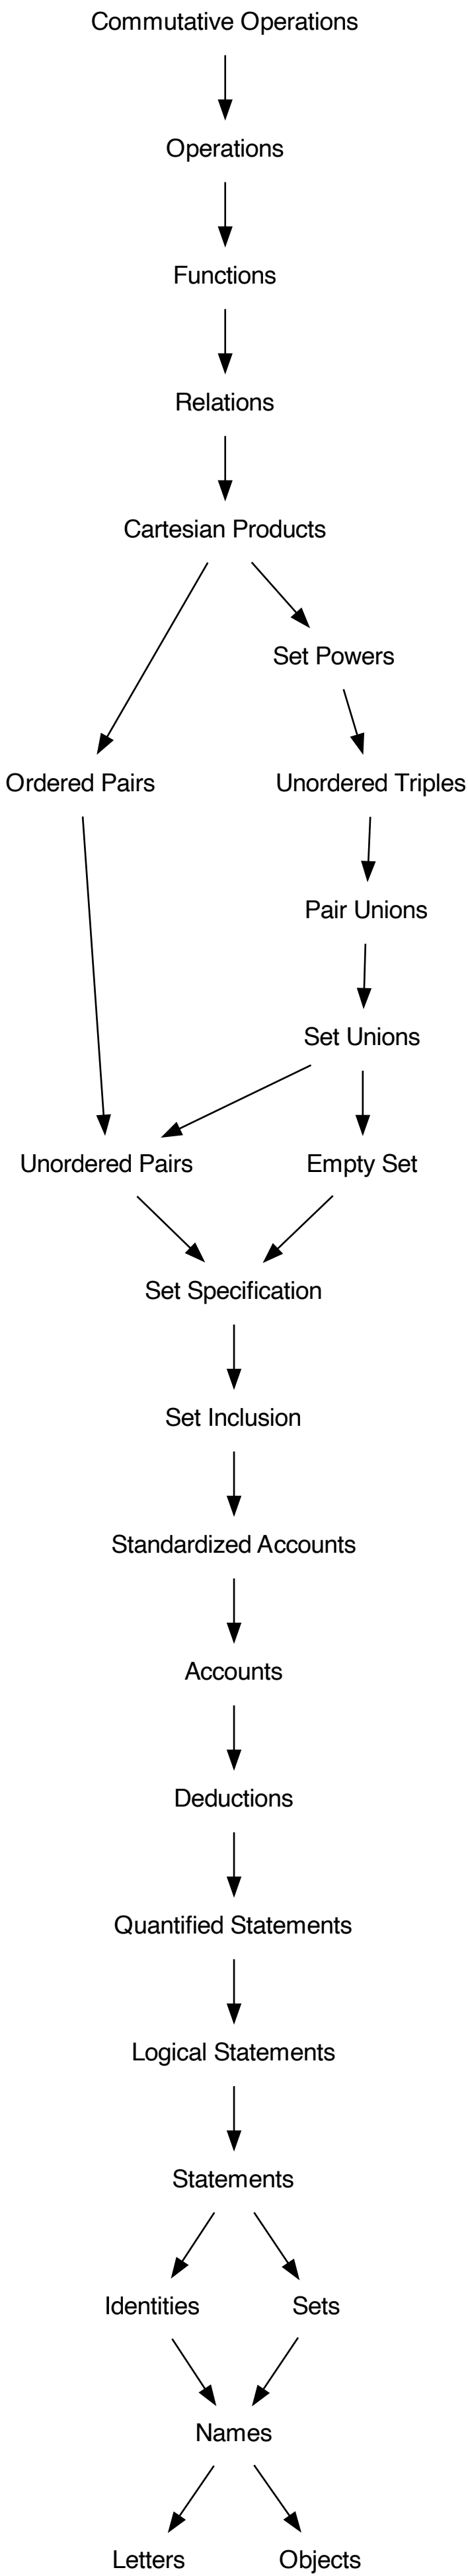 Commutative Operations
Operations
Functions
Relations
Cartesian Products
Set Powers
Ordered Pairs
Unordered Triples
Pair Unions
Set Unions
Unordered Pairs
Empty Set
Set Specification
Set Inclusion
Standardized Accounts
Accounts
Deductions
Quantified Statements
Logical Statements
Statements
Identities
Sets
Names
Letters
Objects